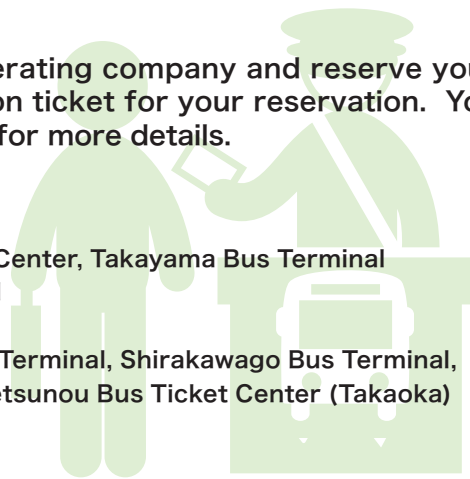 erating company and reserve you
on ticket for your reservation. Yo
for more details.
Center, Takayama Bus Terminal
Terminal, Shirakawago Bus Terminal,
etsunou Bus Ticket Center (Takaoka)